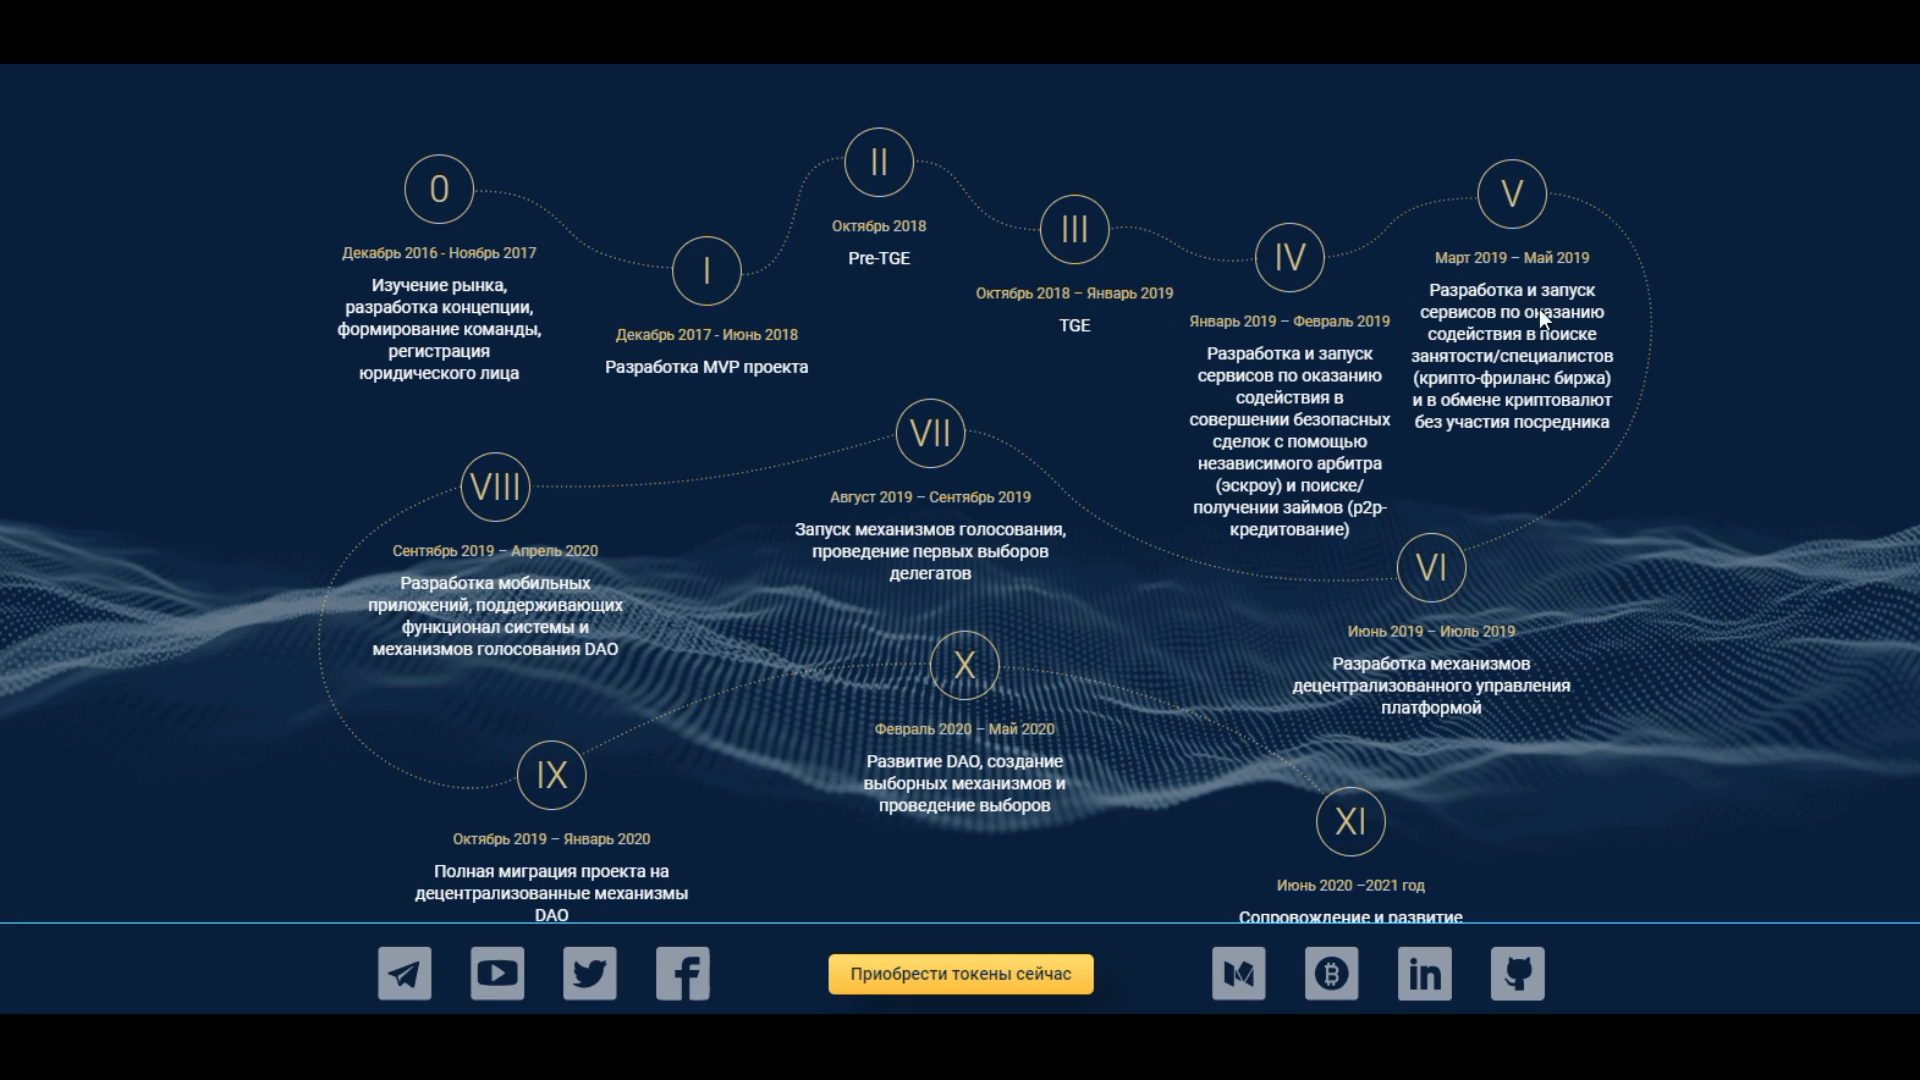 0
Декабрь 2016 - Ноябрь 2017
Изучение рынка,
разработка концепции,
формирование команды,
регистрация
юридического лица
I
Декабрь 2017 - Июнь 2018
Разработка MVP проекта
II
Октябрь 2018
Pre-TGE
III
Октябрь 2018 – Январь 2019
TGE
IV
Январь 2019 – Февраль 2019
Разработка и запуск
сервисов по оказанию
содействия в
совершении безопасных
сделок с помощью
независимого арбитра
(эскроу) и поиске/
получении займов (p2p-
кредитование)
V
Март 2019 – Май 2019
Разработка и запуск
сервисов по оказанию
содействия в поиске
занятости/специалистов
(крипто-фриланс биржа)
и в обмене криптовалют
без участия посредника
VI
Июнь 2019 – Июль 2019
Разработка механизмов
децентрализованного управления
платформой
VII
Август 2019 – Сентябрь 2019
Запуск механизмов голосования,
проведение первых выборов
делегатов
VIII
Сентябрь 2019 – Апрель 2020
Разработка мобильных
приложений, поддерживающих
функционал системы и
механизмов голосования DAO
IX
Октябрь 2019 – Январь 2020
Полная миграция проекта на
децентрализованные механизмы
DAO
X
Февраль 2020 – Май 2020
Развитие DAO, создание
выборных механизмов и
проведение выборов
XI
Июнь 2020 –2021 год
Сопровождение и развитие
Приобрести токены сейчас